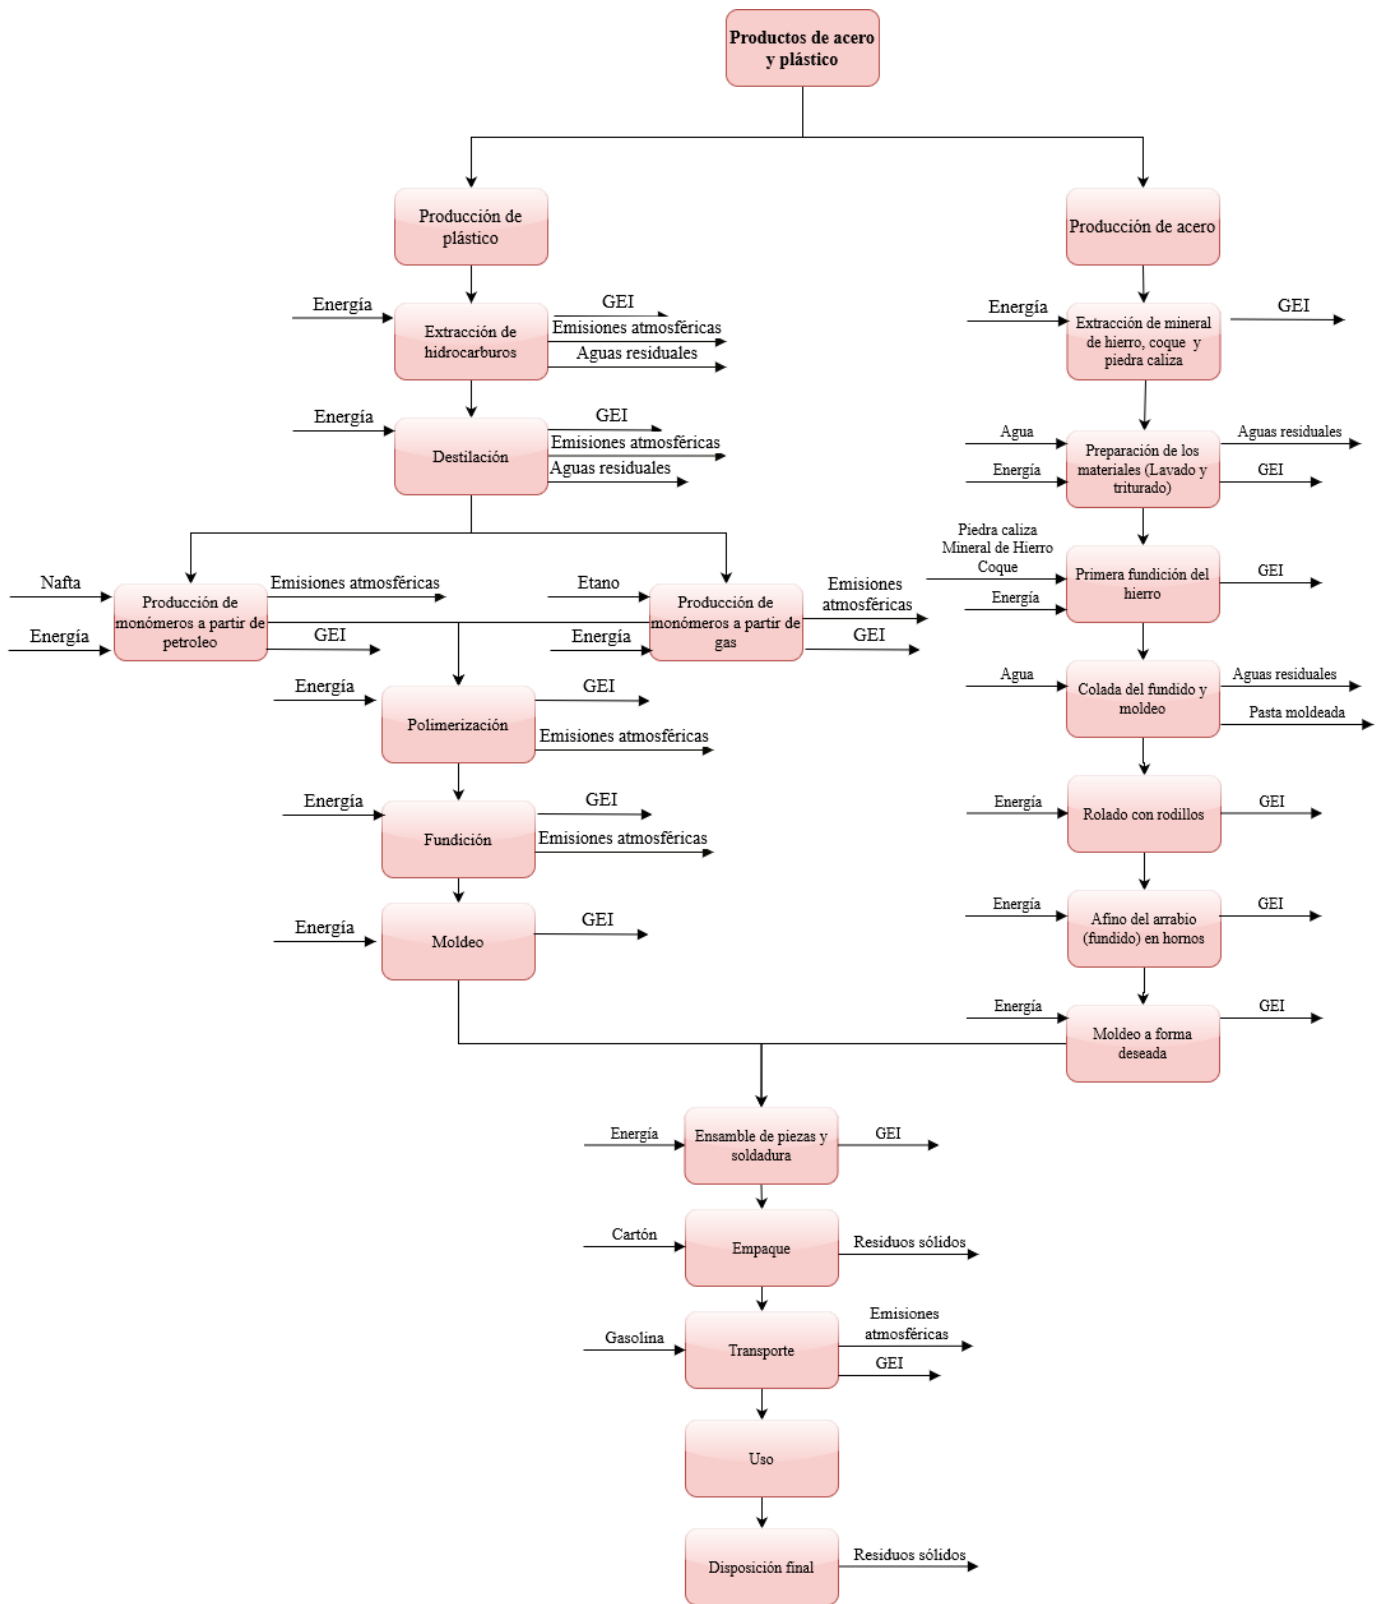 Productos de acero
y plástico
Producción de
plástico
Producción de acero
Energía
GEI
Extracción de
hidrocarburos
Emisiones atmosféricas
Aguas residuales
Energía
GEI
Extracción de mineral
de hierro, coque y
piedra caliza
Energía
GEI
Destilación
Emisiones atmosféricas
Aguas residuales
Agua
Aguas residuales
Preparación de los
materiales (Lavado y
triturado)
Energía
GEI
Nafta
Emisiones atmosféricas
Producción de
monómeros a partir de
petroleo
Energía
GEI
Etano
Emisiones
atmosféricas
Producción de
monómeros a partir de
gas
Energía
GEI
Piedra caliza
Mineral de Hierro
Coque
Primera fundición del
hierro
GEI
Energía
Energía
GEI
Polimerización
Emisiones atmosféricas
Agua
Aguas residuales
Colada del fundido y
moldeo
Pasta moldeada
Energía
GEI
Fundición
Emisiones atmosféricas
Energía
GEI
Rolado con rodillos
Energía
GEI
Moldeo
Energía
GEI
Afino del arrabio
(fundido) en hornos
Energía
GEI
Moldeo a forma
deseada
Energía
GEI
Ensamble de piezas y
soldadura
Cartón
Empaque
Residuos sólidos
Gasolina
Transporte
Emisiones
atmosféricas
GEI
Uso
Disposición final
Residuos sólidos